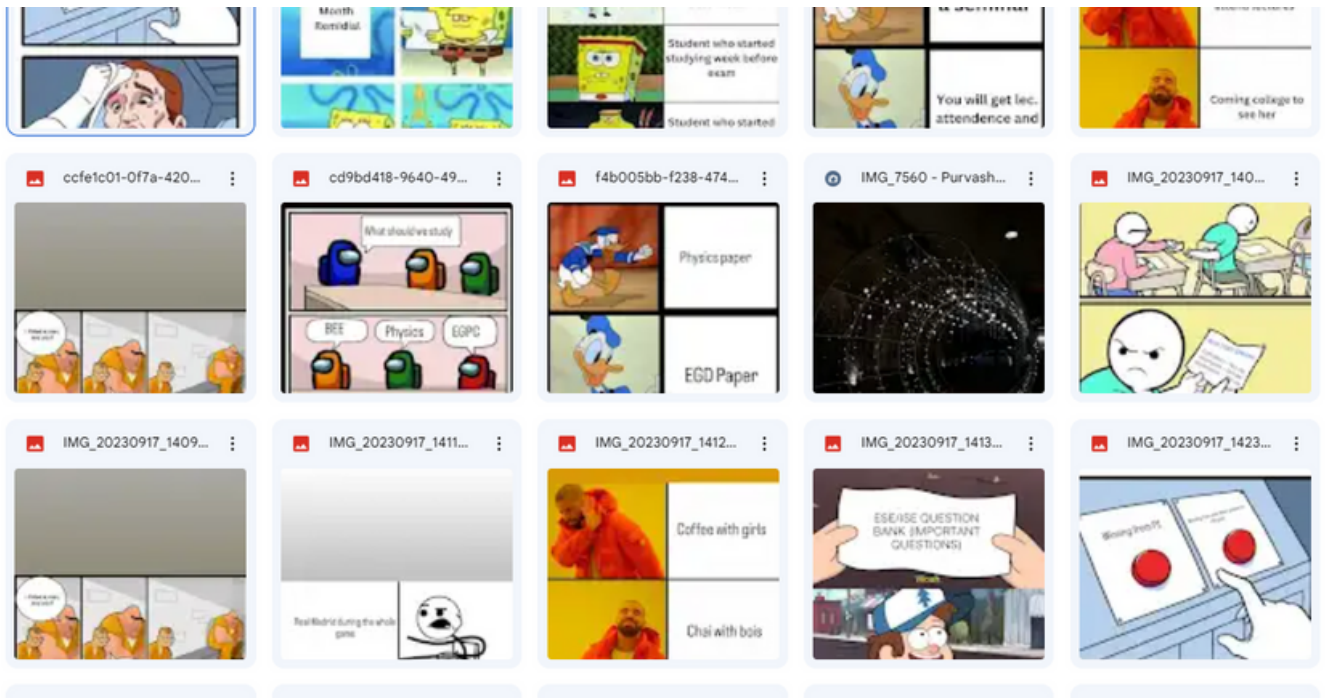 Month
Remidial
Student who started
studying week before
exam
Student who started
a seminar
You will get lec.
attendence and
Coming college to
see her
ccfe1c01-0f7a-420...
cd9bd418-9640-49...
f4b005bb-f238-474...
IMG_7560 - Purvash...
IMG_20230917_140...
What should we study
BEE
Physics
EGPC
Physics paper
EGD Paper
IMG_20230917_1409...
IMG_20230917_1411...
IMG_20230917_1412...
IMG_20230917_1413...
IMG_20230917_1423...
Real Madrid during the whole
game
Coffee with girls
Chai with bois
ESE/ISE QUESTION
BANK (IMPORTANT
QUESTIONS)
Woah